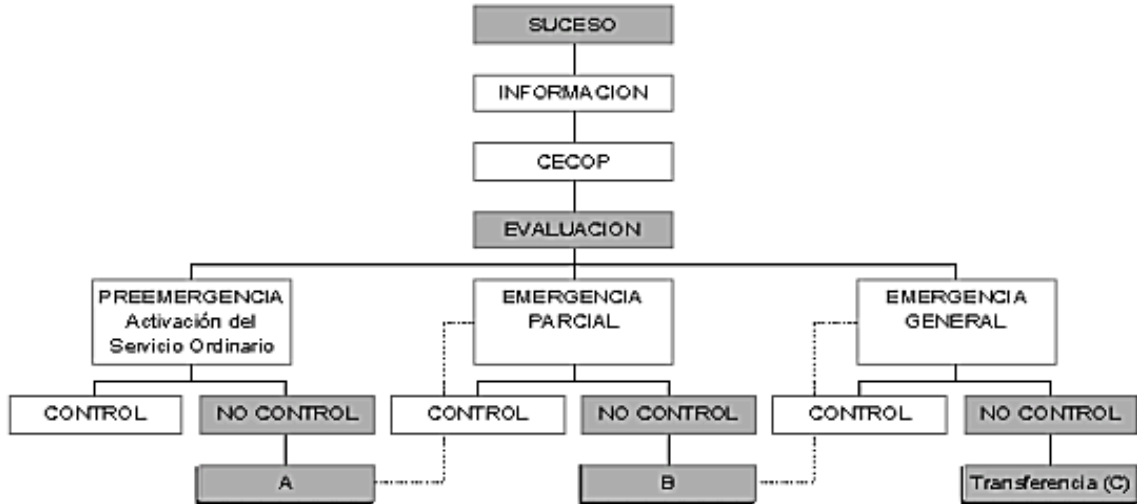 SUCESO
INFORMACION
CECOP
EVALUACION
PREEMERGENCIA
Activación del
Servicio Ordinario
EMERGENCIA
PARCIAL
EMERGENCIA
GENERAL
CONTROL
NO CONTROL
CONTROL
NO CONTROL
CONTROL
NO CONTROL
A
B
Transferencia (C)